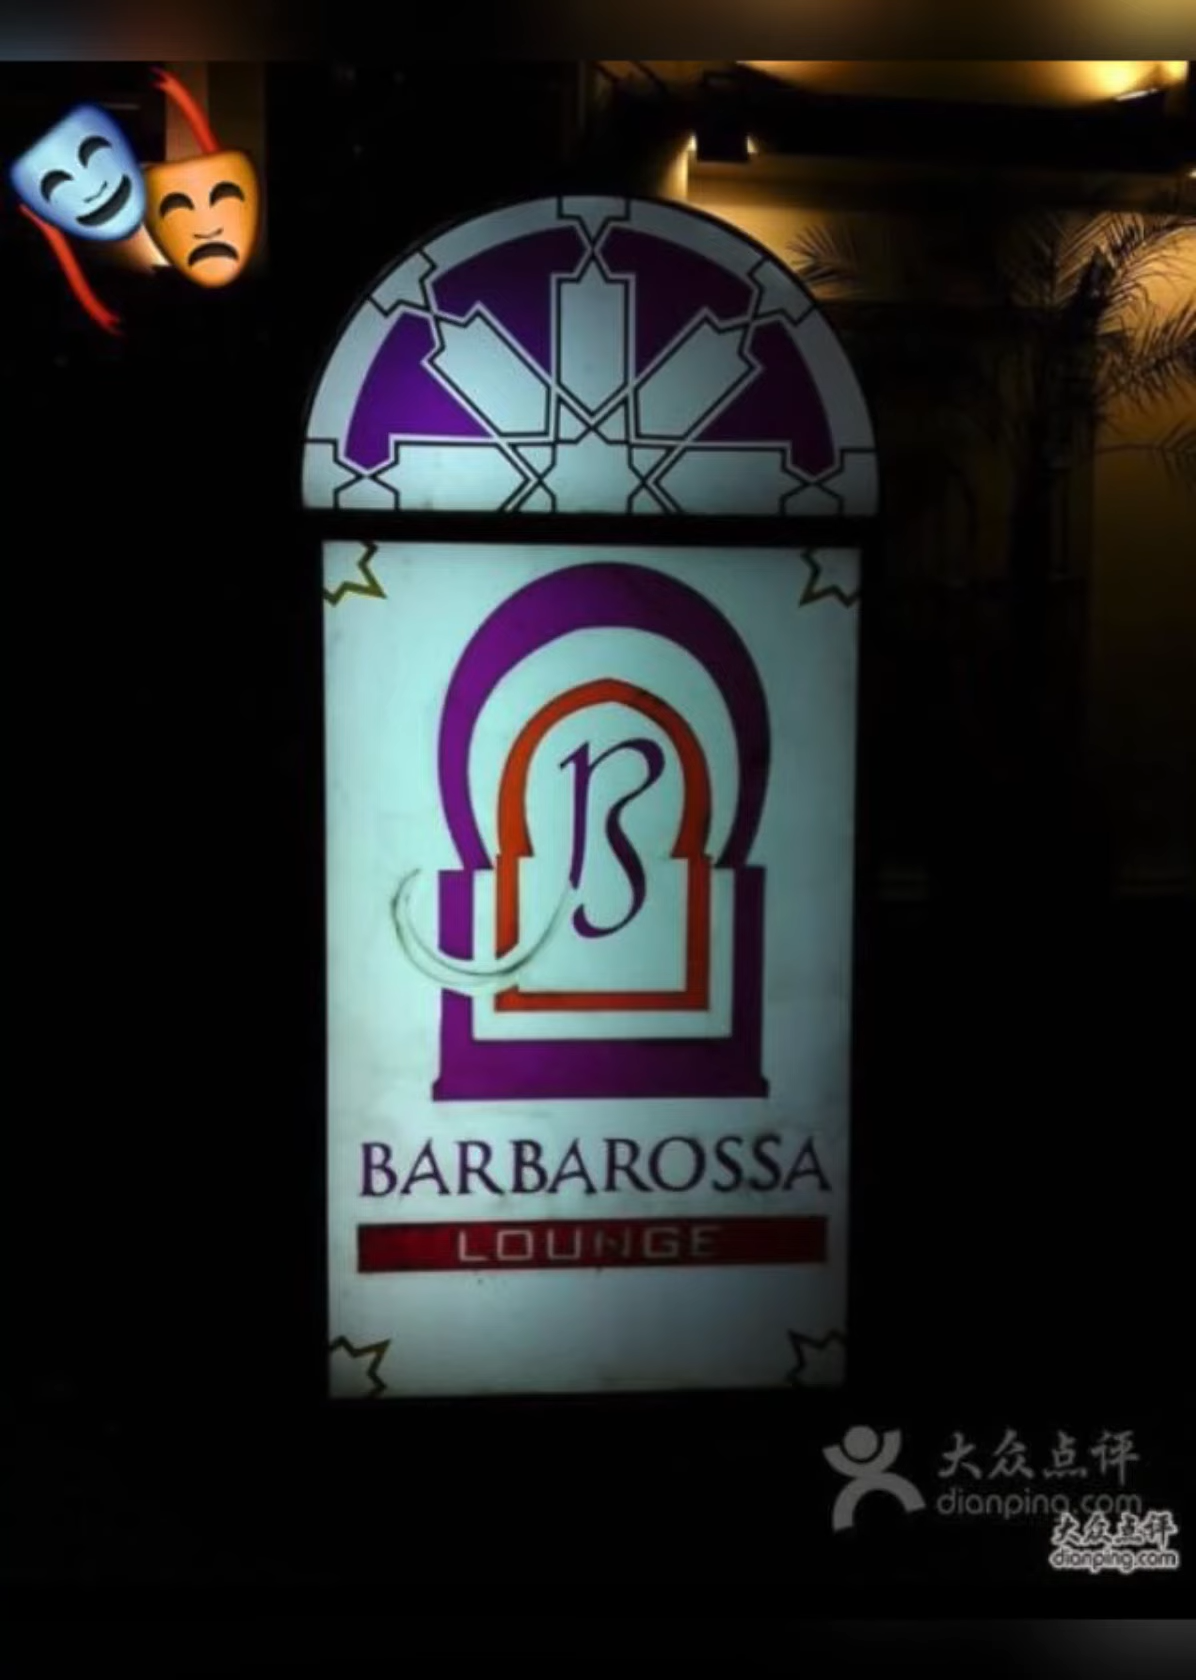 B
BARBAROSSA
LOUNGE
大众点评
dianping.com
大众点评
dianping.com